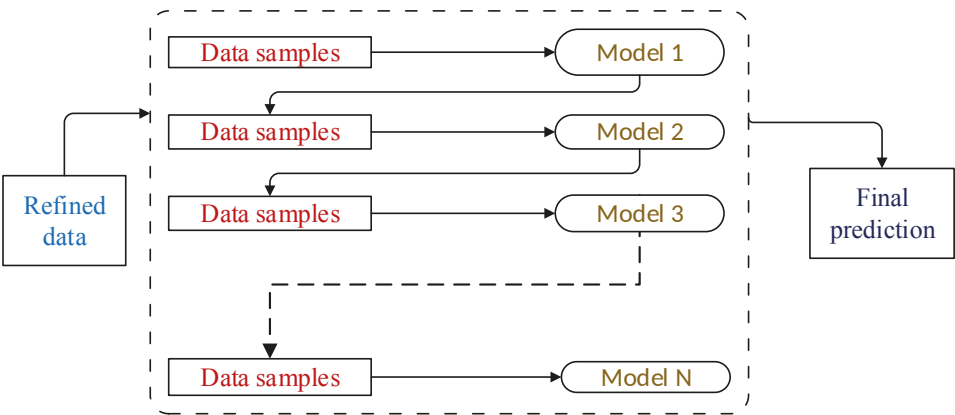 Data samples
Model 1
Data samples
Model 2
Refined
data
Data samples
Model 3
Final
prediction
Data samples
Model N